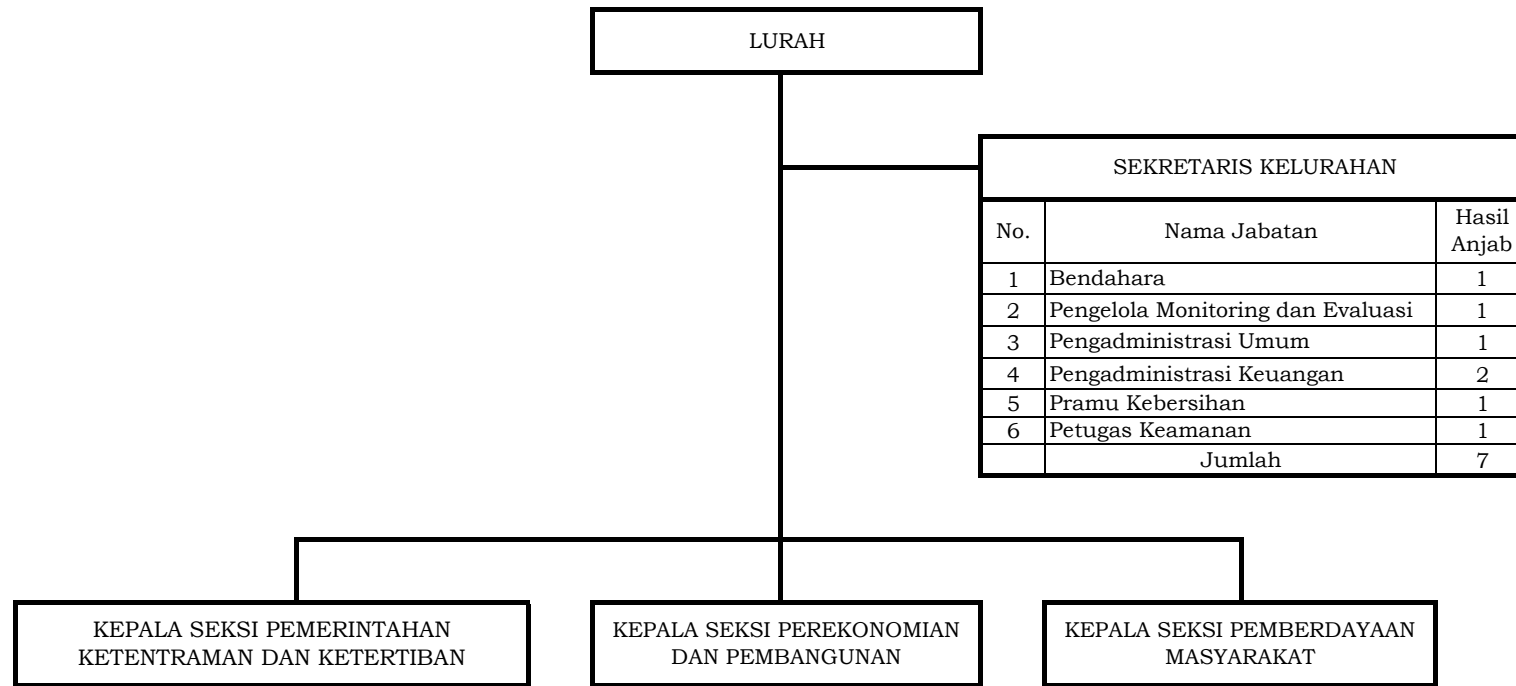 LURAH
SEKRETARIS KELURAHAN
No. Nama Jabatan Hasil Anjab
1 Bendahara 1
2 Pengelola Monitoring dan Evaluasi 1
3 Pengadministrasi Umum 1
4 Pengadministrasi Keuangan 2
5 Pramu Kebersihan 1
6 Petugas Keamanan 1
Jumlah 7
KEPALA SEKSI PEMERINTAHAN
KETENTRAMAN DAN KETERTIBAN
KEPALA SEKSI PEREKONOMIAN
DAN PEMBANGUNAN
KEPALA SEKSI PEMBERDAYAAN
MASYARAKAT